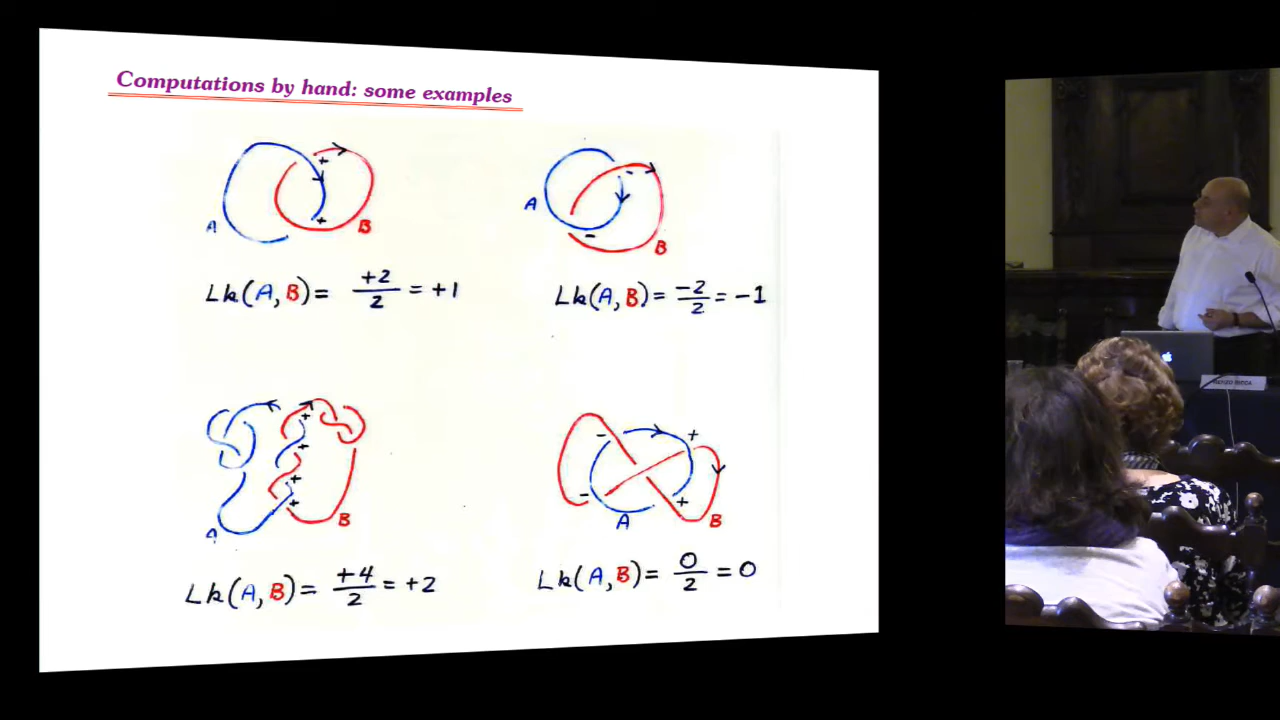 Computations by hand: some examples
+
+
A
B
Lk(A, B) = +2/2 = +1
-
A
-
B
Lk(A, B) = -2/2 = -1
+
+
+
+
A
B
Lk(A, B) = +4/2 = +2
-
+
-
+
A
B
Lk(A, B) = 0/2 = 0